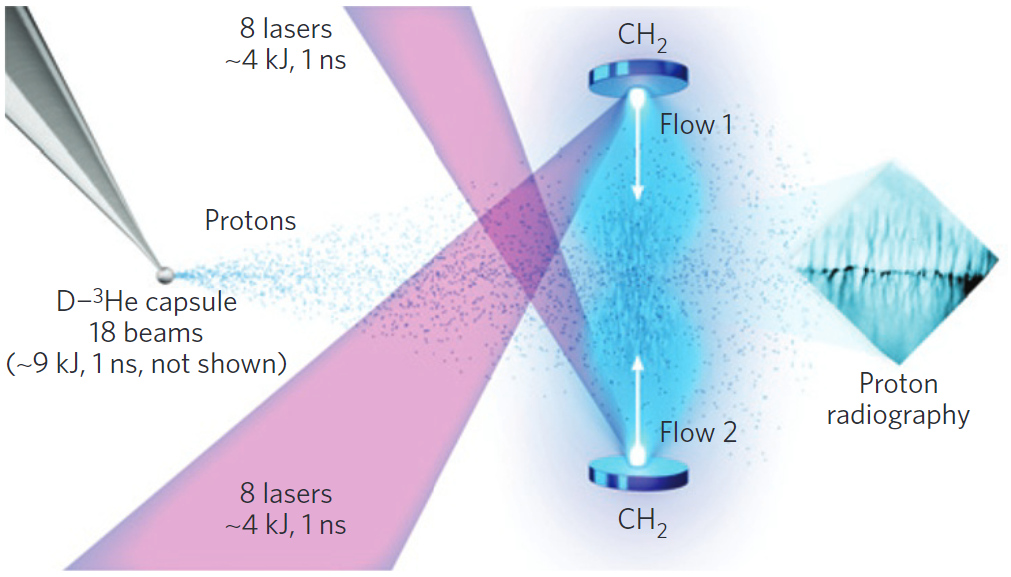 8 lasers
~4 kJ, 1 ns
CH₂
Flow 1
Protons
D–³He capsule
18 beams
(~9 kJ, 1 ns, not shown)
Proton
radiography
Flow 2
8 lasers
~4 kJ, 1 ns
CH₂